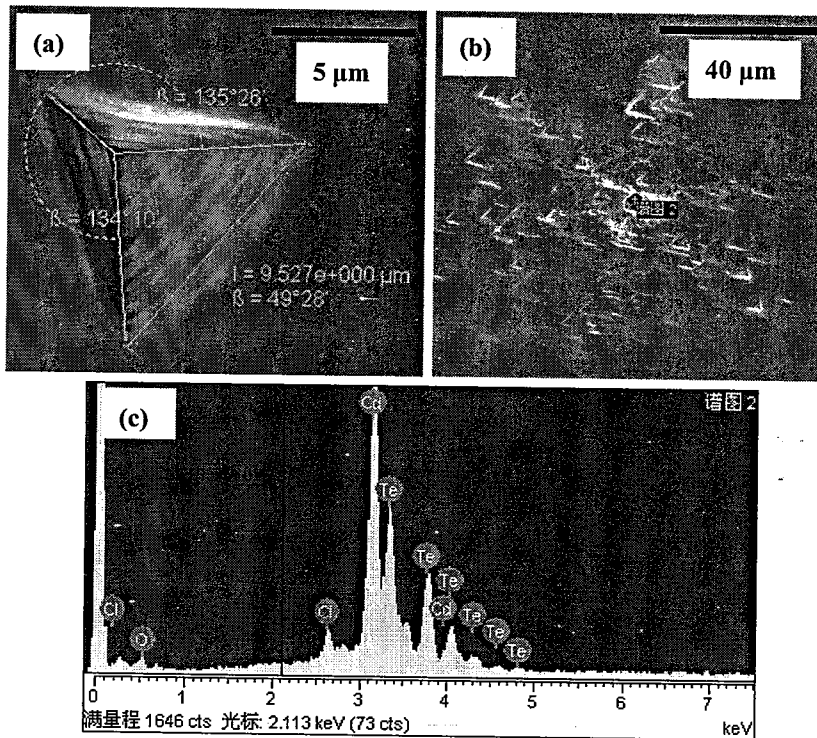 (a)
5 µm
ß = 135°26'
ß = 134°10'
l = 9.527e+000 µm
ß = 49°28'
(b)
40 µm
谱图 2
(c)
谱图 2
Cd
Te
Te
Te
Cl
O
Cl
Cd
Te
Te
Te
0 1 2 3 4 5 6 7
满量程 1646 cts 光标: 2.113 keV (73 cts)
keV